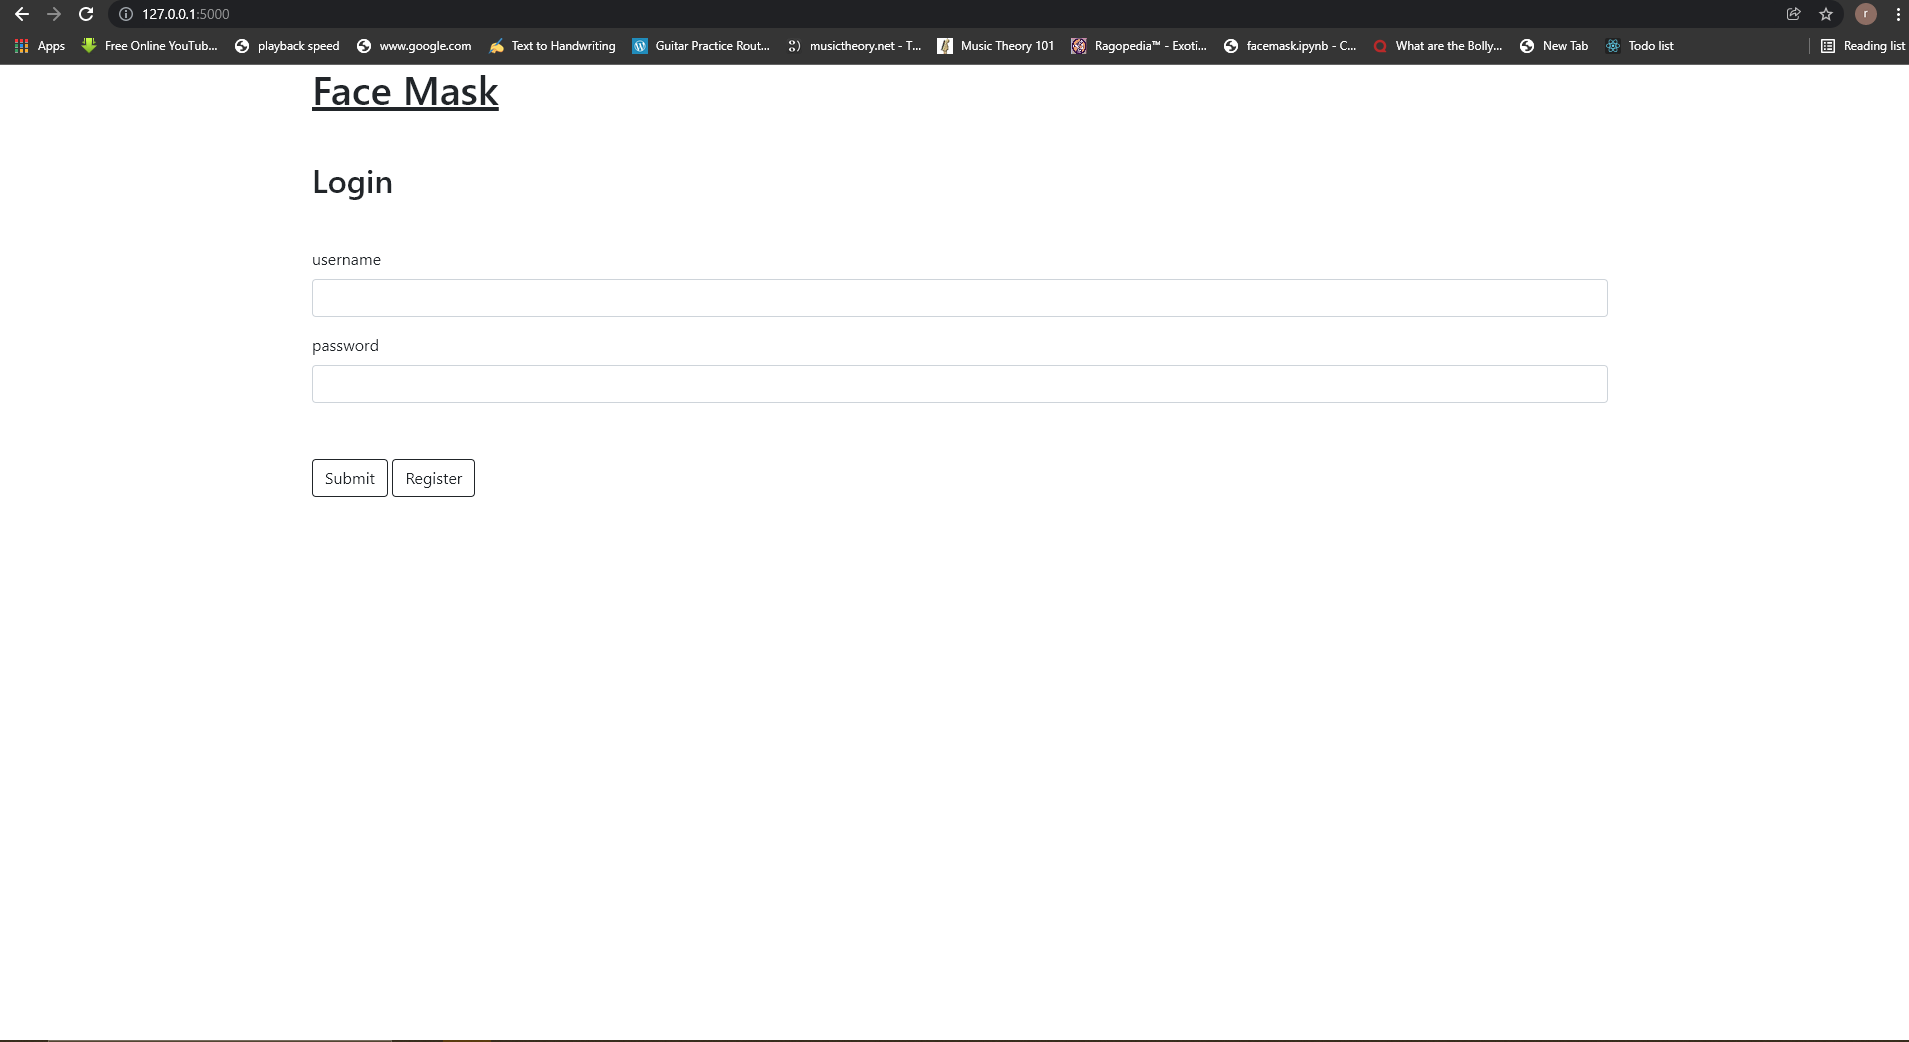 127.0.0.1:5000
r
Apps Free Online YouTub... playback speed www.google.com Text to Handwriting Guitar Practice Rout... musictheory.net - T... Music Theory 101 Ragopedia™ - Exoti... facemask.ipynb - C... What are the Bolly... New Tab Todo list Reading list
Face Mask
Login
username
password
Submit Register